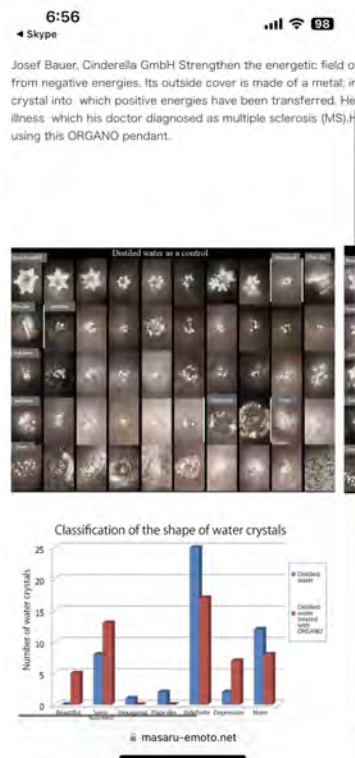 6:56
98
Skype
Josef Bauer, Cinderella GmbH Strengthen the energetic field o
from negative energies. Its outside cover is made of a metal; in
crystal into which positive energies have been transferred. He
illness which his doctor diagnosed as multiple sclerosis (MS).H
using this ORGANO pendant.
Distiled water as a control
Classification of the shape of water crystals
Number of water crystals
25
20
15
10
5
0
Distilled
water
Distilled
water
treated
with
ORGANO
Beautiful Hexagonal Plate-like Indefinite Depression None
masaru-emoto.net